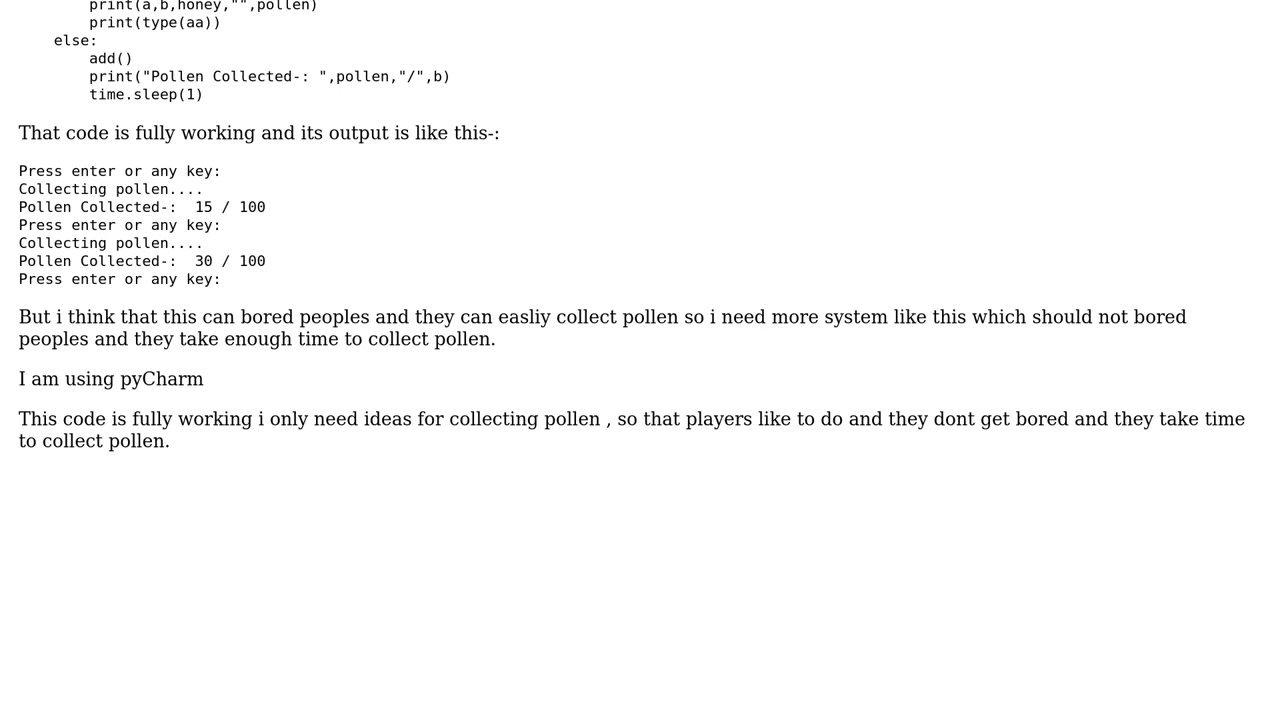 print(a,b,honey,"",pollen)
print(type(aa))
else:
add()
print("Pollen Collected-: ",pollen,"/",b)
time.sleep(1)
That code is fully working and its output is like this-:
Press enter or any key:
Collecting pollen....
Pollen Collected-:  15 / 100
Press enter or any key:
Collecting pollen....
Pollen Collected-:  30 / 100
Press enter or any key:
But i think that this can bored peoples and they can easliy collect pollen so i need more system like this which should not bored
peoples and they take enough time to collect pollen.
I am using pyCharm
This code is fully working i only need ideas for collecting pollen , so that players like to do and they dont get bored and they take time
to collect pollen.